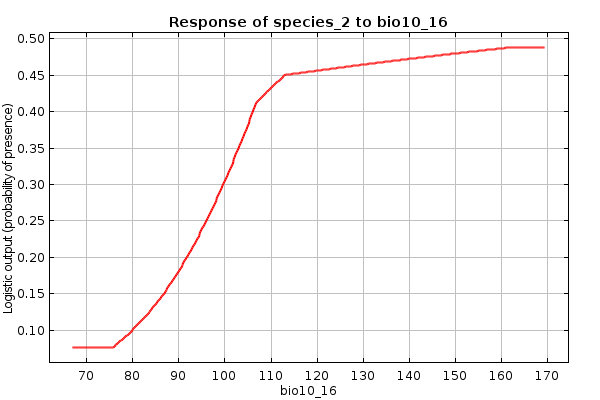 Response of species_2 to bio10_16
Logistic output (probability of presence)
0.50
0.45
0.40
0.35
0.30
0.25
0.20
0.15
0.10
70 80 90 100 110 120 130 140 150 160 170
bio10_16